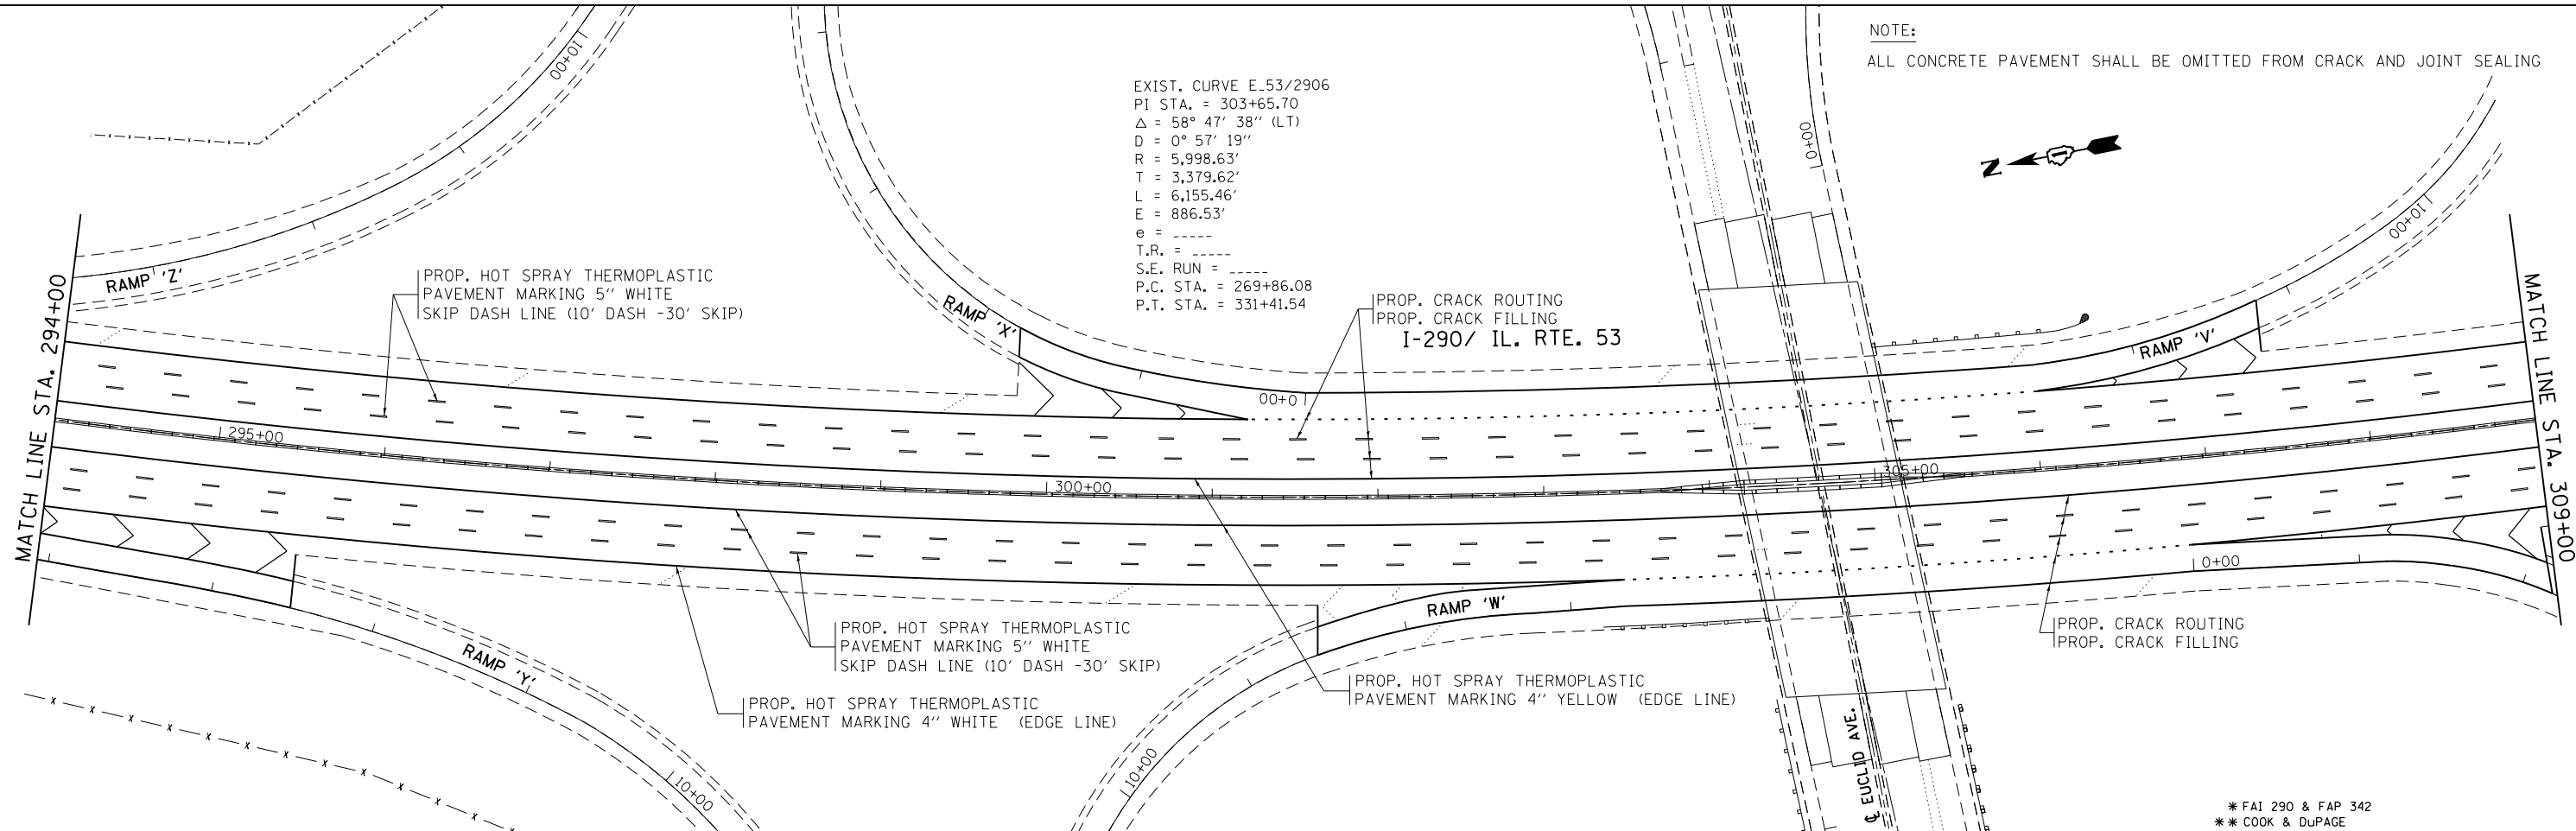 NOTE:
ALL CONCRETE PAVEMENT SHALL BE OMITTED FROM CRACK AND JOINT SEALING
10+00
EXIST. CURVE E_53/2906
PI STA. = 303+65.70
Δ = 58° 47' 38'' (LT)
D = 0° 57' 19''
R = 5,998.63'
T = 3,379.62'
L = 6,155.46'
E = 886.53'
e = _____
T.R. = _____
S.E. RUN = _____
P.C. STA. = 269+86.08
P.T. STA. = 331+41.54
0+00
N
10+00
MATCH LINE STA. 294+00
RAMP 'Z'
PROP. HOT SPRAY THERMOPLASTIC
PAVEMENT MARKING 5'' WHITE
SKIP DASH LINE (10' DASH -30' SKIP)
RAMP 'X'
PROP. CRACK ROUTING
PROP. CRACK FILLING
I-290/ IL. RTE. 53
RAMP 'V'
MATCH LINE STA. 309+00
0+00
295+00
300+00
305+00
0+00
RAMP 'W'
RAMP 'Y'
PROP. HOT SPRAY THERMOPLASTIC
PAVEMENT MARKING 5'' WHITE
SKIP DASH LINE (10' DASH -30' SKIP)
PROP. CRACK ROUTING
PROP. CRACK FILLING
PROP. HOT SPRAY THERMOPLASTIC
PAVEMENT MARKING 4'' WHITE (EDGE LINE)
PROP. HOT SPRAY THERMOPLASTIC
PAVEMENT MARKING 4'' YELLOW (EDGE LINE)
10+00
10+00
℄ EUCLID AVE.
* FAI 290 & FAP 342
** COOK & DuPAGE